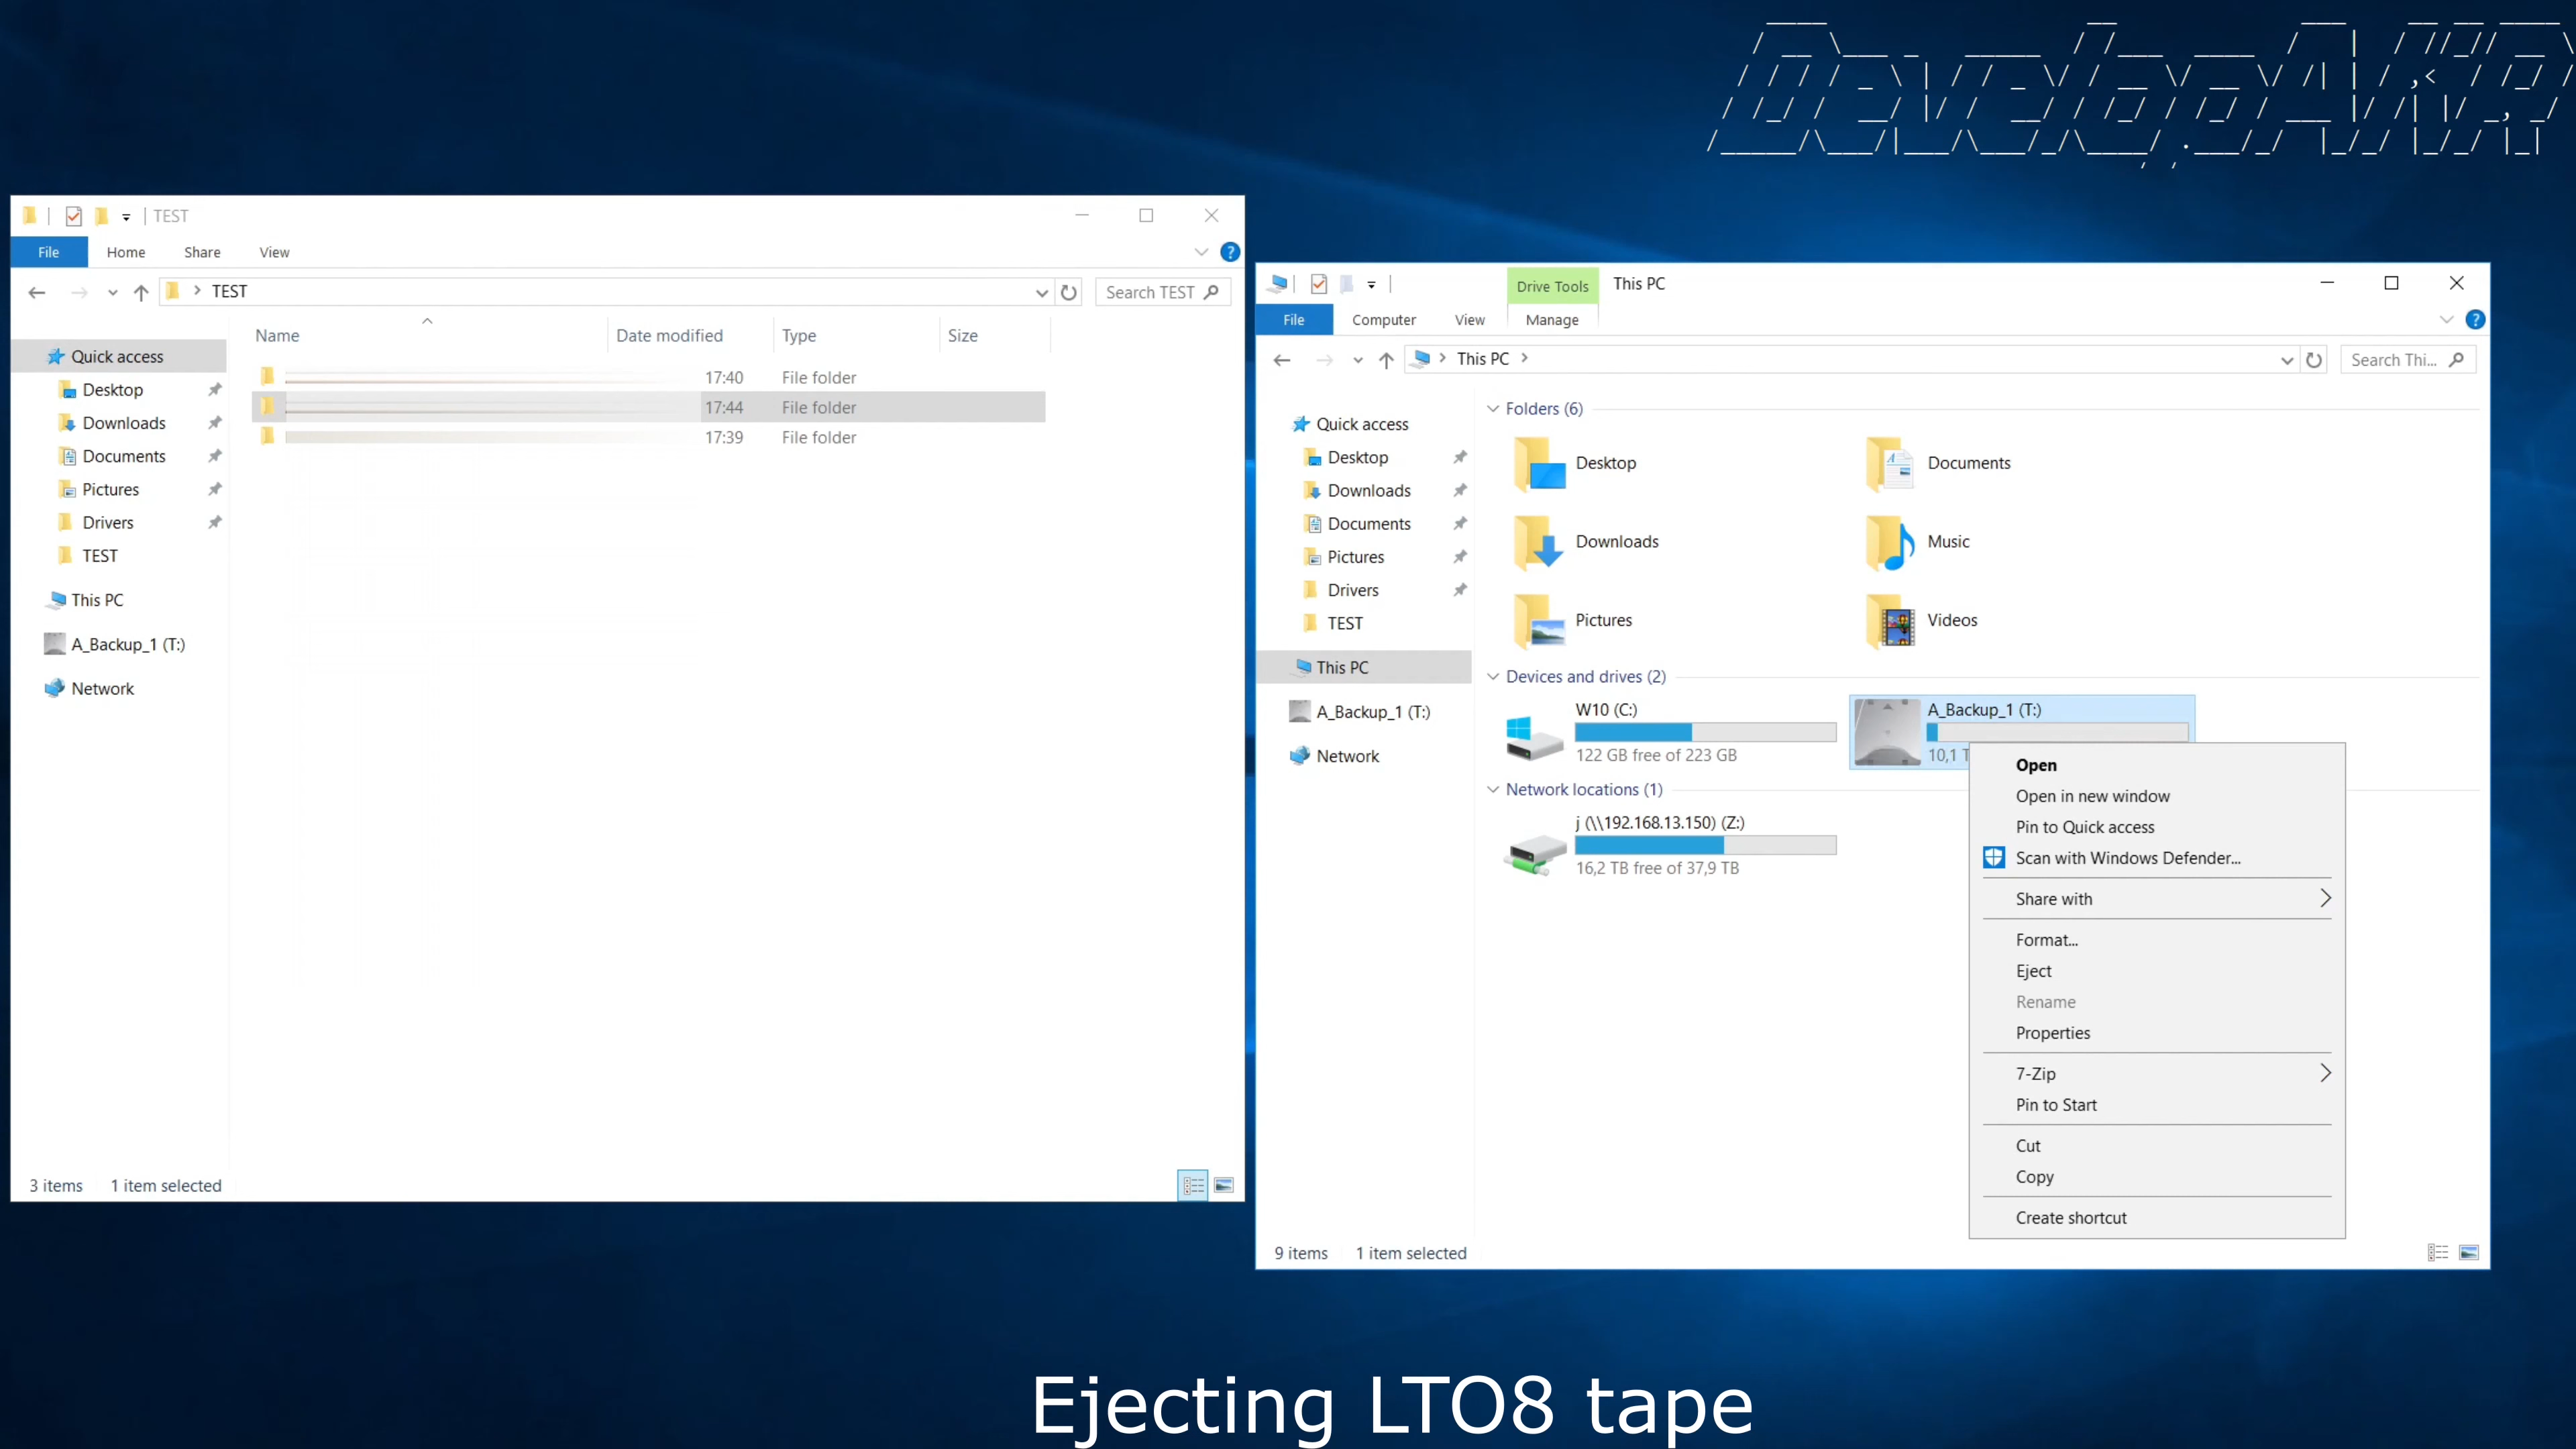 DevelopAKR
TEST
File Home Share View
TEST
Search TEST
Name Date modified Type Size
17:40 File folder
17:44 File folder
17:39 File folder
Quick access
Desktop
Downloads
Documents
Pictures
Drivers
TEST
This PC
A_Backup_1 (T:)
Network
3 items 1 item selected
Drive Tools This PC
File Computer View Manage
This PC
Search Thi...
Quick access
Desktop
Downloads
Documents
Pictures
Drivers
TEST
This PC
A_Backup_1 (T:)
Network
Folders (6)
Desktop Documents
Downloads Music
Pictures Videos
Devices and drives (2)
W10 (C:)
122 GB free of 223 GB
A_Backup_1 (T:)
10,1 T
Network locations (1)
j (\\192.168.13.150) (Z:)
16,2 TB free of 37,9 TB
Open
Open in new window
Pin to Quick access
Scan with Windows Defender...
Share with
Format...
Eject
Rename
Properties
7-Zip
Pin to Start
Cut
Copy
Create shortcut
9 items 1 item selected
Ejecting LTO8 tape